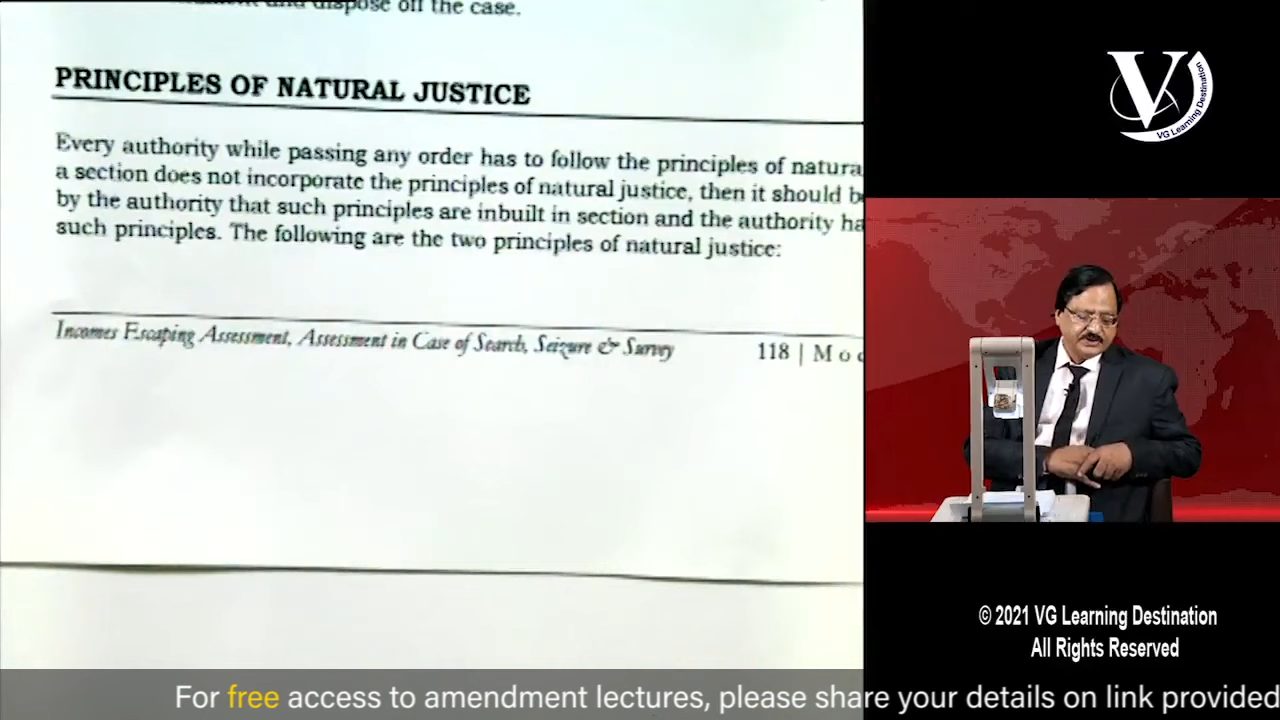 and dispose off the case.
PRINCIPLES OF NATURAL JUSTICE
Every authority while passing any order has to follow the principles of natura
a section does not incorporate the principles of natural justice, then it should b
by the authority that such principles are inbuilt in section and the authority ha
such principles. The following are the two principles of natural justice:
Incomes Escaping Assessment, Assessment in Case of Search, Seizure & Survey 118 | Mo
V
VG Learning Destination
© 2021 VG Learning Destination
All Rights Reserved
For free access to amendment lectures, please share your details on link provided